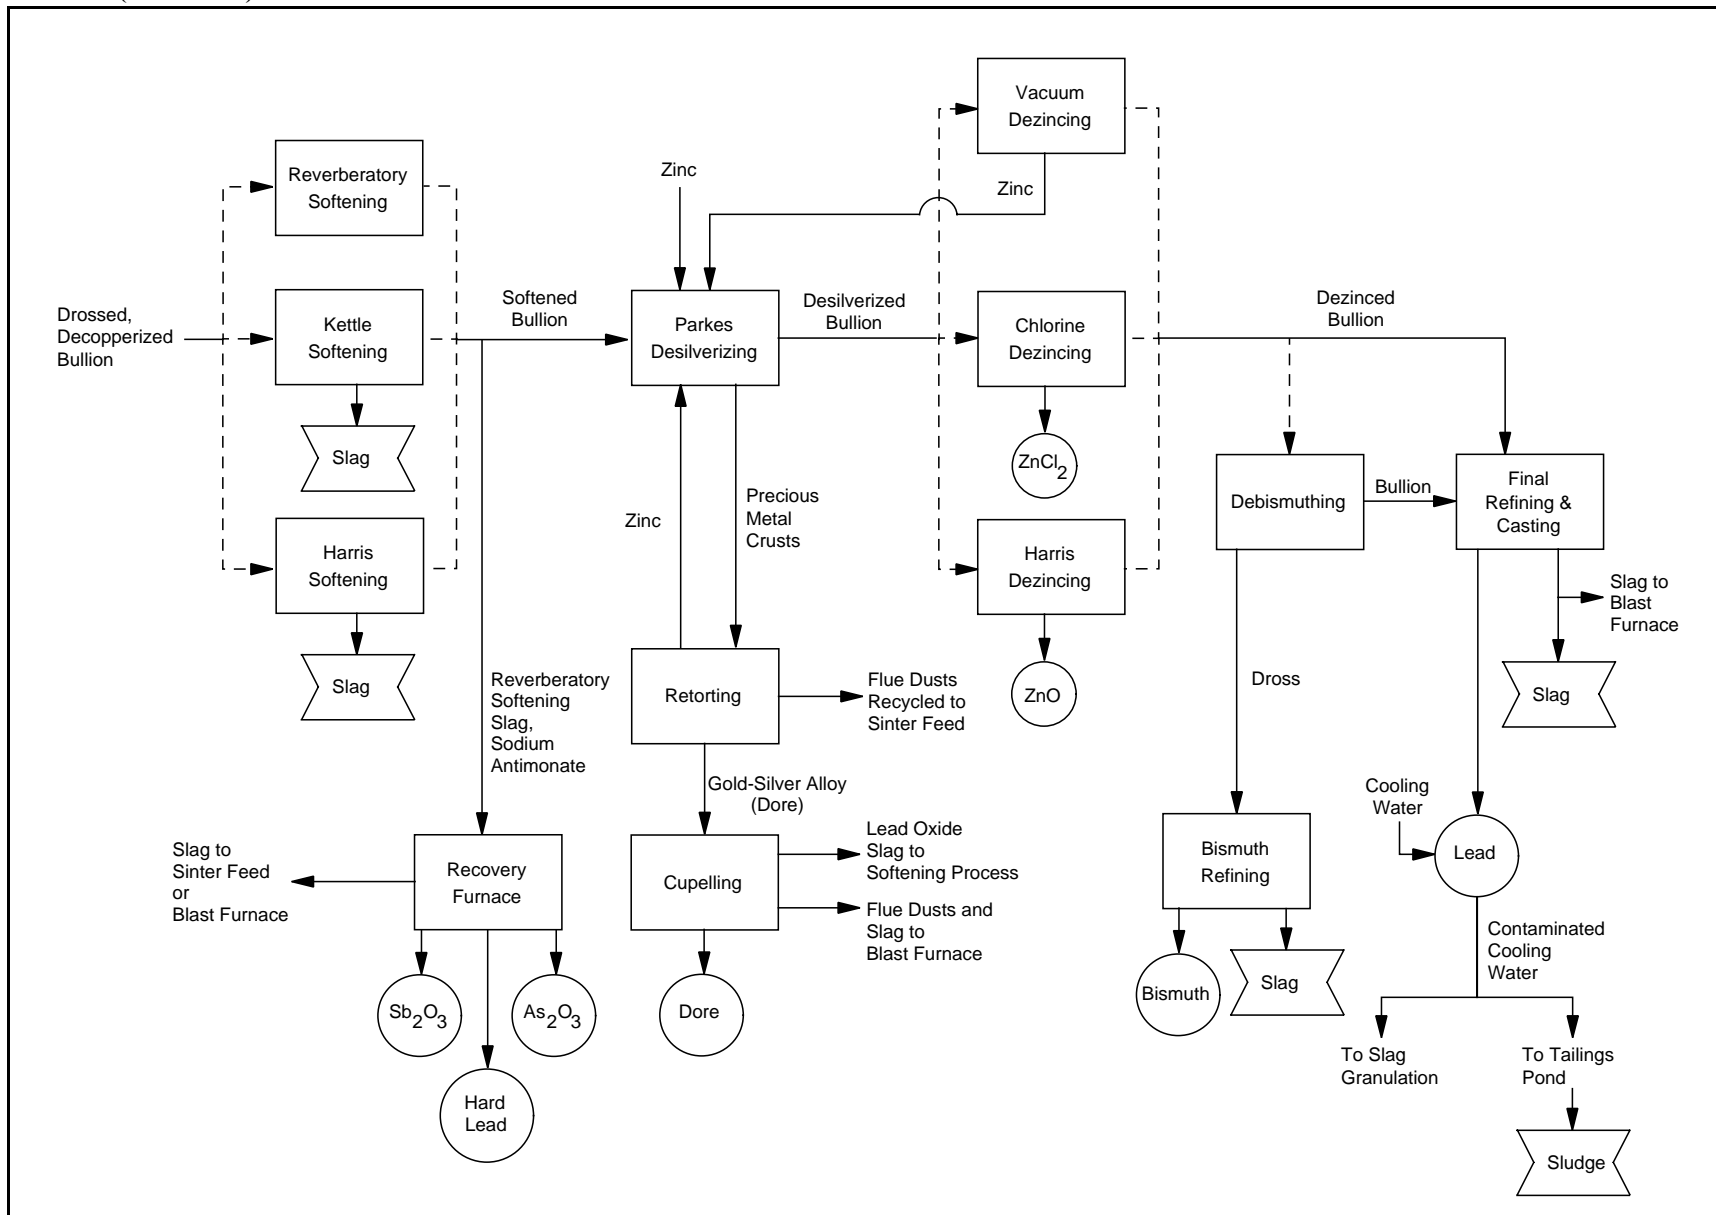 Vacuum
Dezincing
Reverberatory
Softening
Zinc
Zinc
Drossed,
Decopperized
Bullion
Kettle
Softening
Softened
Bullion
Parkes
Desilverizing
Desilverized
Bullion
Chlorine
Dezincing
Dezinced
Bullion
Slag
ZnCl2
Debismuthing
Bullion
Final
Refining &
Casting
Harris
Softening
Zinc
Precious
Metal
Crusts
Harris
Dezincing
Slag to
Blast
Furnace
Slag
Reverberatory
Softening
Slag,
Sodium
Antimonate
Retorting
Flue Dusts
Recycled to
Sinter Feed
ZnO
Dross
Slag
Gold-Silver Alloy
(Dore)
Cooling
Water
Slag to
Sinter Feed
or
Blast Furnace
Recovery
Furnace
Cupelling
Lead Oxide
Slag to
Softening Process
Flue Dusts and
Slag to
Blast Furnace
Bismuth
Refining
Lead
Contaminated
Cooling
Water
Sb2O3
As2O3
Dore
Bismuth
Slag
Hard
Lead
To Slag
Granulation
To Tailings
Pond
Sludge